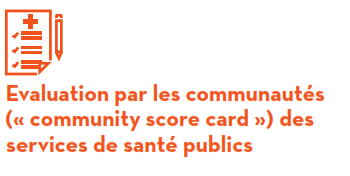 Evaluation par les communautés
(« community score card ») des
services de santé publics